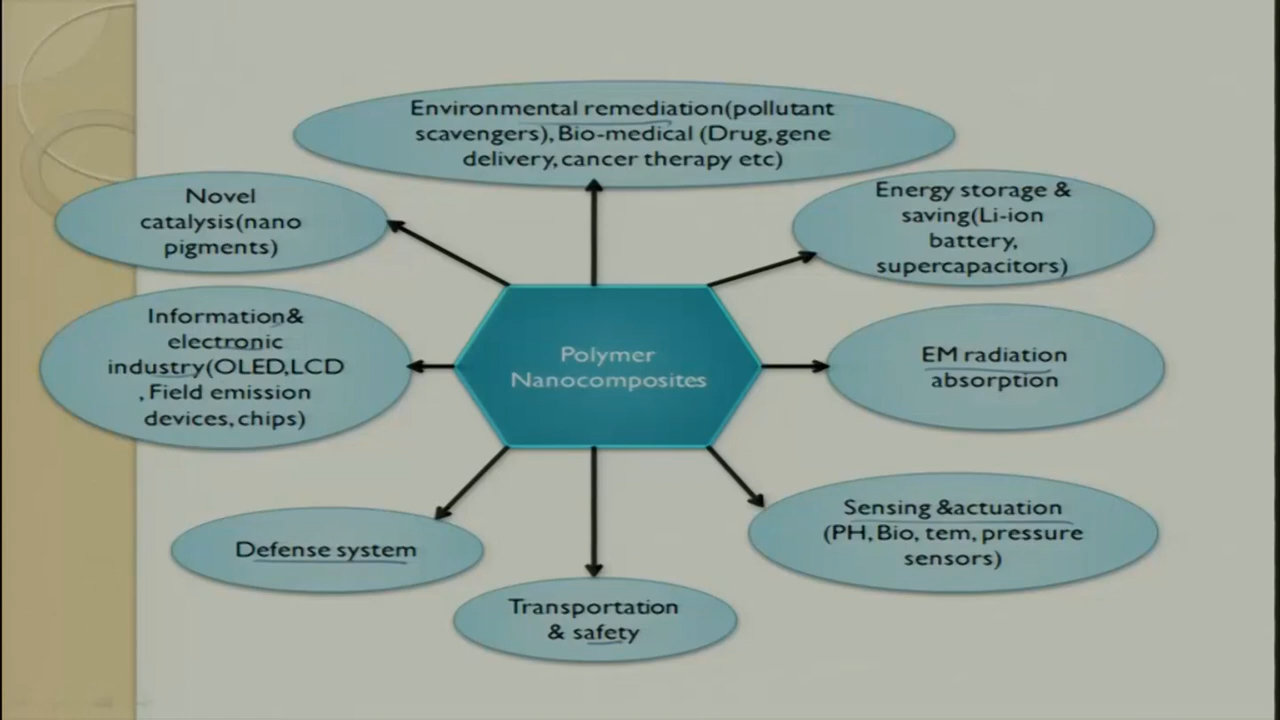 Environmental remediation(pollutant
scavengers), Bio-medical (Drug, gene
delivery, cancer therapy etc)
Novel
catalysis(nano
pigments)
Energy storage &
saving(Li-ion
battery,
supercapacitors)
Information&
electronic
industry(OLED,LCD
,Field emission
devices, chips)
Polymer
Nanocomposites
EM radiation
absorption
Defense system
Sensing &actuation
(PH, Bio, tem, pressure
sensors)
Transportation
& safety